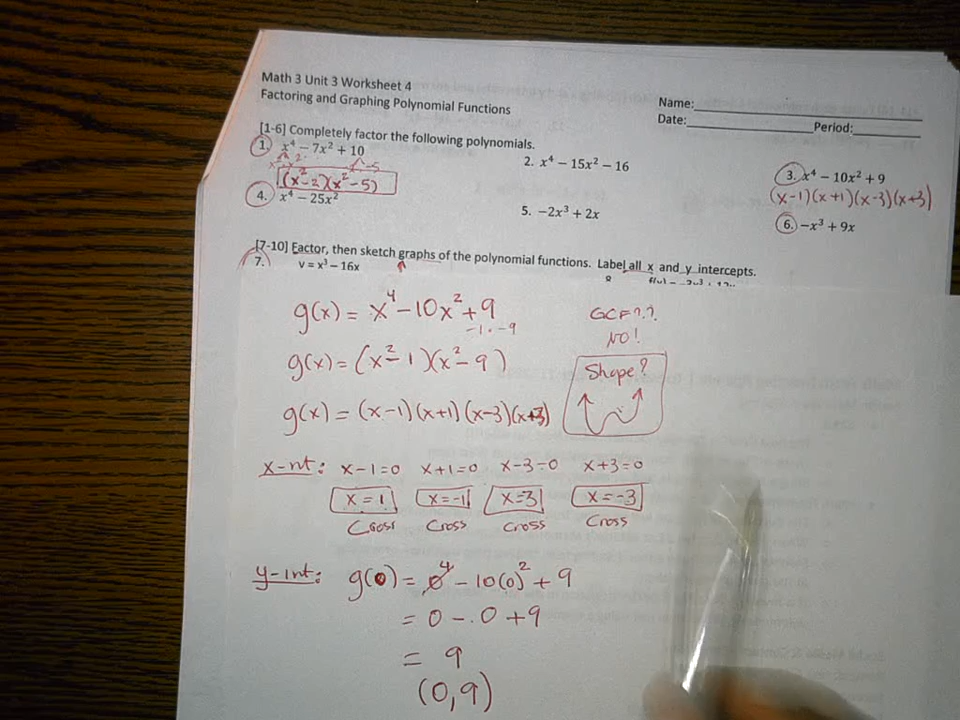 Math 3 Unit 3 Worksheet 4
Factoring and Graphing Polynomial Functions
Name:
Date: Period:
[1-6] Completely factor the following polynomials.
1. x⁴ – 7x² + 10
2. x⁴ – 15x² – 16
3. x⁴ – 10x² + 9
(x²-2)(x²-5)
(x-1)(x+1)(x-3)(x+3)
4. x⁴ – 25x²
5. –2x³ + 2x
6. –x³ + 9x
[7-10] Factor, then sketch graphs of the polynomial functions. Label all x and y intercepts.
7. y = x³ – 16x
g(x) = x⁴ - 10x² + 9
-1 · -9
GCF??
NO!
g(x) = (x² - 1)(x² - 9)
Shape?
g(x) = (x-1)(x+1)(x-3)(x+3)
x-nt: x-1=0 x+1=0 x-3=0 x+3=0
x=1 x=-1 x=3 x=-3
Cross Cross Cross Cross
y-int: g(0) = 0⁴ - 10(0)² + 9
= 0 - 0 + 9
= 9
(0,9)